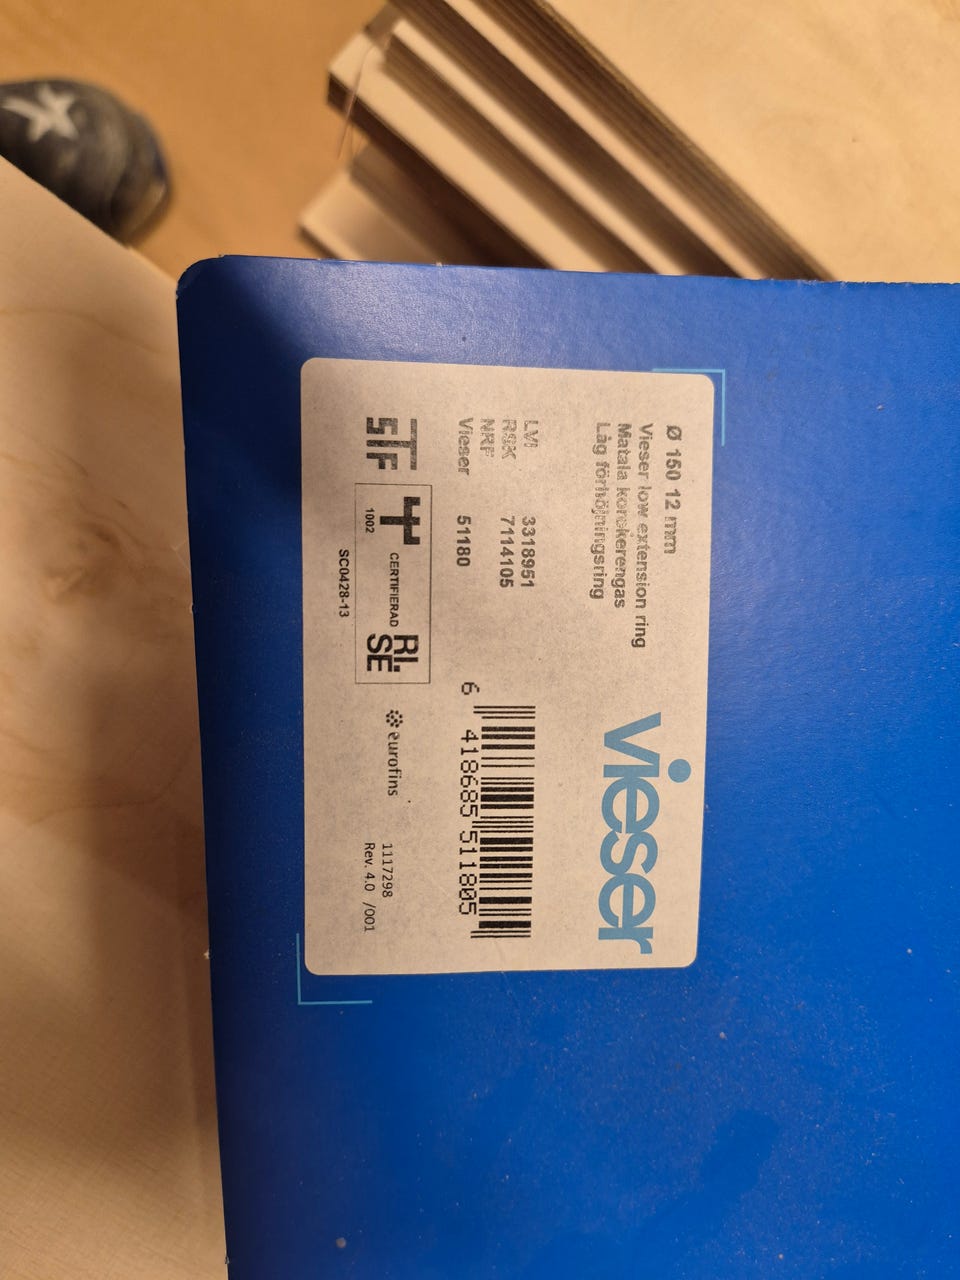 Ø 150 12 mm
Vieser low extension ring
Matala korokerengas
Låg förhöjningsring
vieser
LVI 3318951
RSK 7114105
NRF
Vieser 51180
6 418685 511805
STF
1002
CERTIFIERAD
RI.
SE
SC0428-13
eurofins
1117298
Rev. 4.0 /001